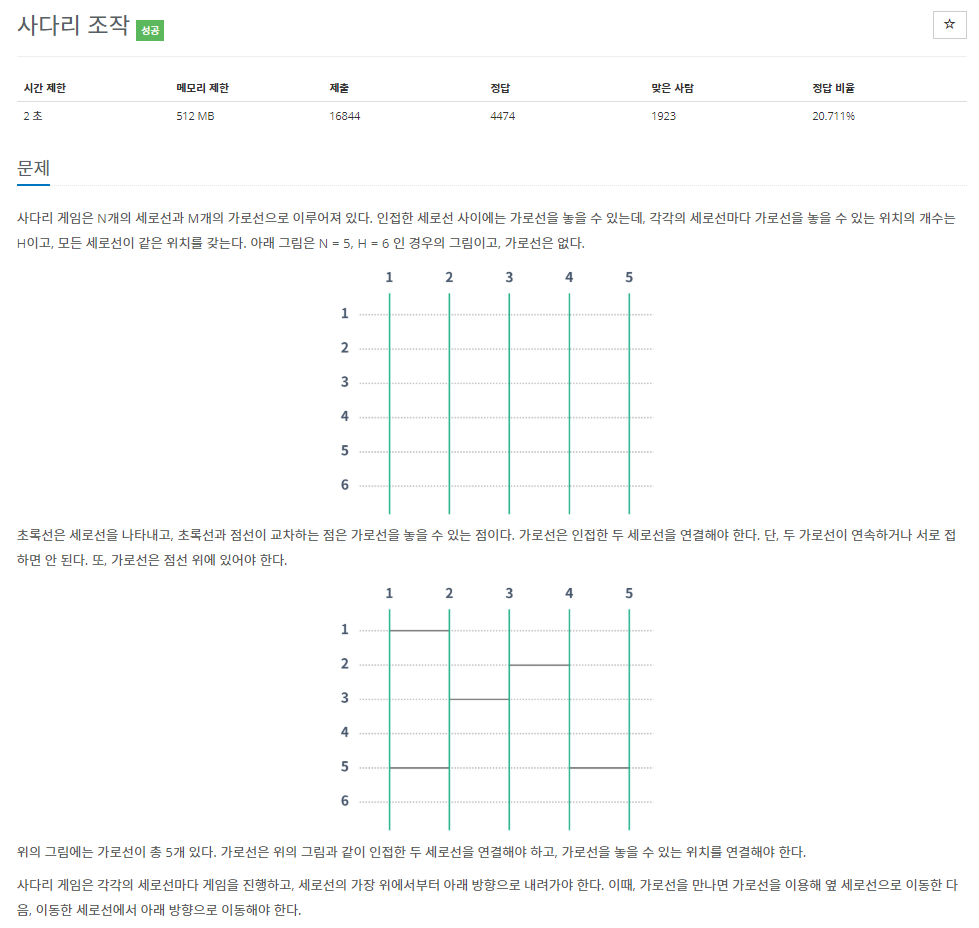 사다리 조작 성공
☆
시간 제한 메모리 제한 제출 정답 맞은 사람 정답 비율
2 초 512 MB 16844 4474 1923 20.711%
문제
사다리 게임은 N개의 세로선과 M개의 가로선으로 이루어져 있다. 인접한 세로선 사이에는 가로선을 놓을 수 있는데, 각각의 세로선마다 가로선을 놓을 수 있는 위치의 개수는
H이고, 모든 세로선이 같은 위치를 갖는다. 아래 그림은 N = 5, H = 6 인 경우의 그림이고, 가로선은 없다.
1 2 3 4 5
1
2
3
4
5
6
초록선은 세로선을 나타내고, 초록선과 점선이 교차하는 점은 가로선을 놓을 수 있는 점이다. 가로선은 인접한 두 세로선을 연결해야 한다. 단, 두 가로선이 연속하거나 서로 접
하면 안 된다. 또, 가로선은 점선 위에 있어야 한다.
1 2 3 4 5
1
2
3
4
5
6
위의 그림에는 가로선이 총 5개 있다. 가로선은 위의 그림과 같이 인접한 두 세로선을 연결해야 하고, 가로선을 놓을 수 있는 위치를 연결해야 한다.
사다리 게임은 각각의 세로선마다 게임을 진행하고, 세로선의 가장 위에서부터 아래 방향으로 내려가야 한다. 이때, 가로선을 만나면 가로선을 이용해 옆 세로선으로 이동한 다
음, 이동한 세로선에서 아래 방향으로 이동해야 한다.